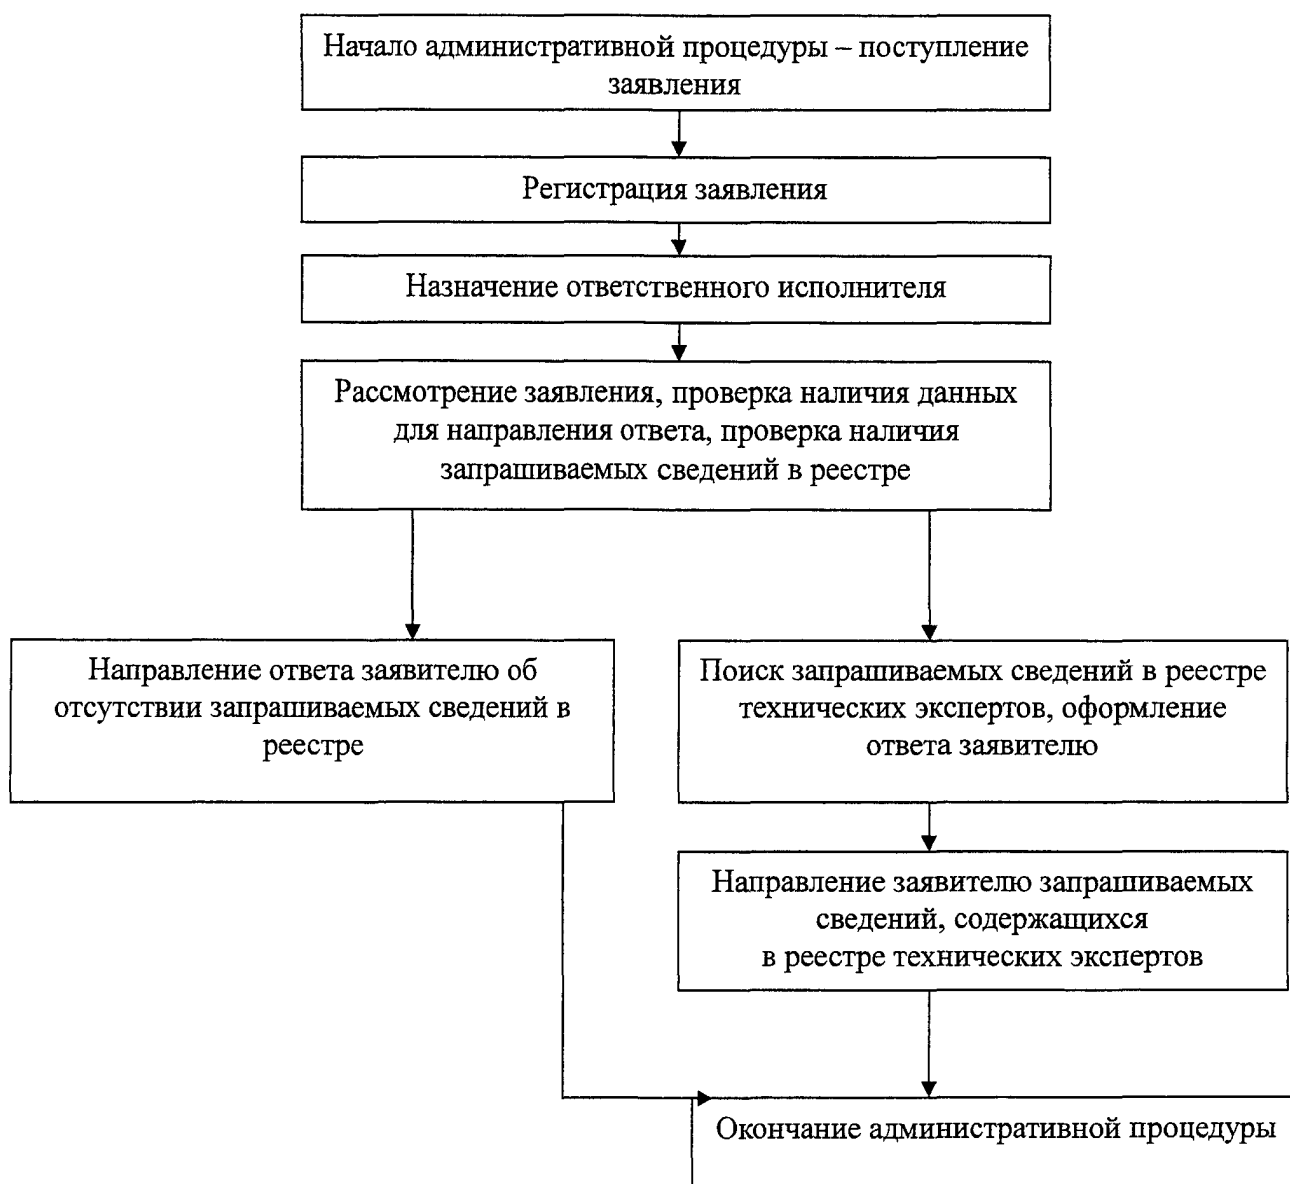 Начало административной процедуры – поступление
заявления
Регистрация заявления
Назначение ответственного исполнителя
Рассмотрение заявления, проверка наличия данных
для направления ответа, проверка наличия
запрашиваемых сведений в реестре
Направление ответа заявителю об
отсутствии запрашиваемых сведений в
реестре
Поиск запрашиваемых сведений в реестре
технических экспертов, оформление
ответа заявителю
Направление заявителю запрашиваемых
сведений, содержащихся
в реестре технических экспертов
Окончание административной процедуры